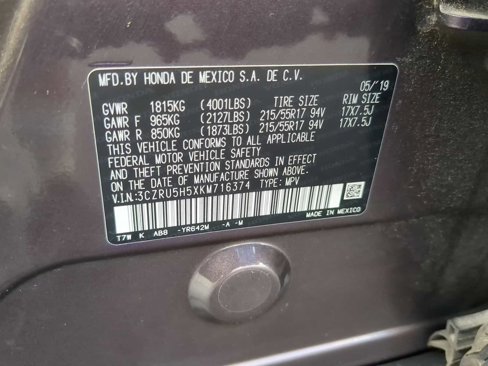 MFD.BY HONDA DE MEXICO S.A. DE C.V.
05/'19
GVWR 1815KG (4001LBS) TIRE SIZE RIM SIZE
GAWR F 965KG (2127LBS) 215/55R17 94V 17X7.5J
GAWR R 850KG (1873LBS) 215/55R17 94V 17X7.5J
THIS VEHICLE CONFORMS TO ALL APPLICABLE
FEDERAL MOTOR VEHICLE SAFETY, BUMPER,
AND THEFT PREVENTION STANDARDS IN EFFECT
ON THE DATE OF MANUFACTURE SHOWN ABOVE.
V.I.N.:3CZRU5H5XKM716374 TYPE: MPV
T7W K AB8 -YR642M -A -M
MADE IN MEXICO